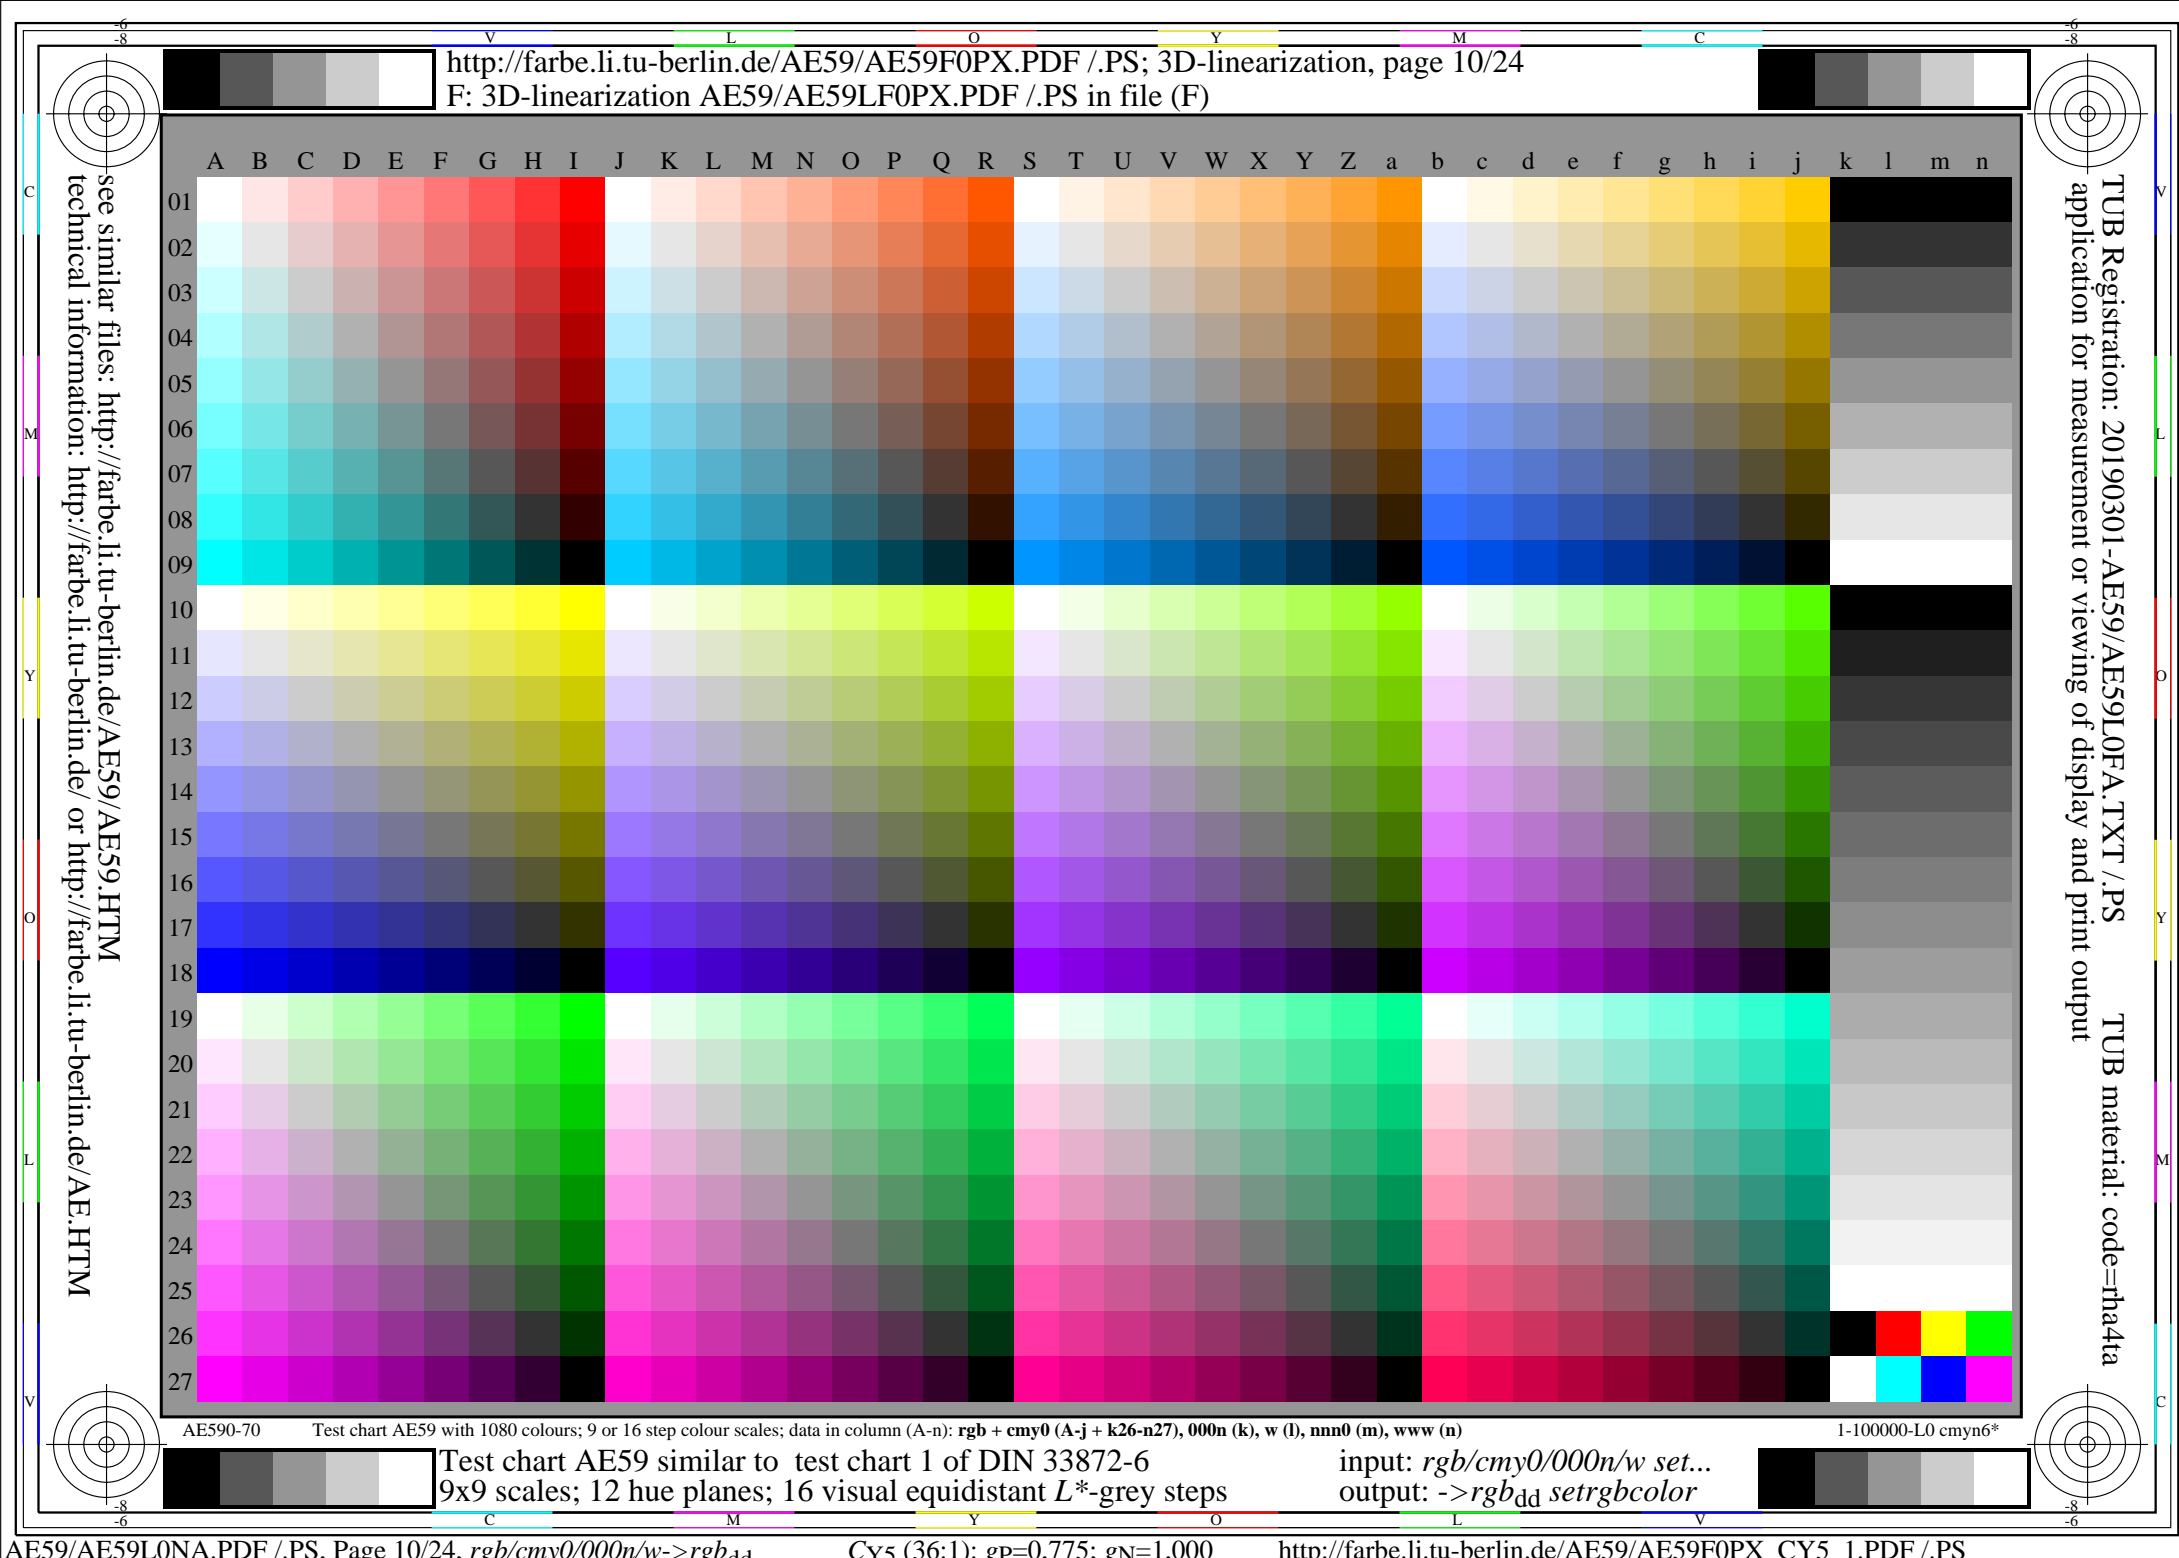 -6
-8
V L O Y M C
-6
-8
http://farbe.li.tu-berlin.de/AE59/AE59F0PX.PDF /.PS; 3D-linearization, page 10/24
F: 3D-linearization AE59/AE59LF0PX.PDF /.PS in file (F)
A B C D E F G H I J K L M N O P Q R S T U V W X Y Z a b c d e f g h i j k l m n
01
02
03
04
05
06
07
08
09
10
11
12
13
14
15
16
17
18
19
20
21
22
23
24
25
26
27
C
M
Y
O
L
V
see similar files: http://farbe.li.tu-berlin.de/AE59/AE59.HTM
technical information: http://farbe.li.tu-berlin.de/ or http://farbe.li.tu-berlin.de/AE.HTM
TUB Registration: 20190301-AE59/AE59L0FA.TXT /.PS TUB material: code=rha4ta
application for measurement or viewing of display and print output
V
L
O
Y
M
C
AE590-70 Test chart AE59 with 1080 colours; 9 or 16 step colour scales; data in column (A-n): rgb + cmy0 (A-j + k26-n27), 000n (k), w (l), nnn0 (m), www (n) 1-100000-L0 cmyn6*
Test chart AE59 similar to test chart 1 of DIN 33872-6 input: rgb/cmy0/000n/w set...
9x9 scales; 12 hue planes; 16 visual equidistant L*-grey steps output: ->rgbdd setrgbcolor
-8
-6
C M Y O L V
-8
-6
AE59/AE59L0NA.PDF /.PS, Page 10/24, rgb/cmy0/000n/w->rgbdd CY5 (36:1); gP=0.775; gN=1.000 http://farbe.li.tu-berlin.de/AE59/AE59F0PX_CY5_1.PDF /.PS